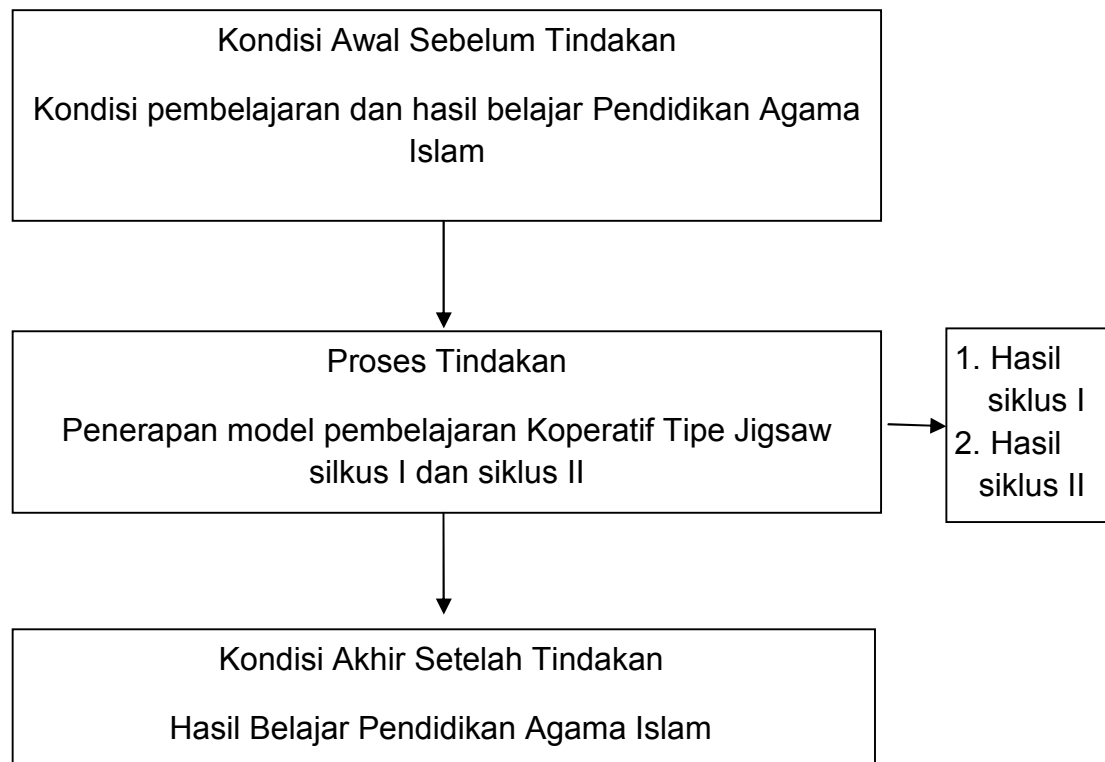 Kondisi Awal Sebelum Tindakan
Kondisi pembelajaran dan hasil belajar Pendidikan Agama
Islam
Proses Tindakan
Penerapan model pembelajaran Koperatif Tipe Jigsaw
silkus I dan siklus II
1. Hasil
siklus I
2. Hasil
siklus II
Kondisi Akhir Setelah Tindakan
Hasil Belajar Pendidikan Agama Islam